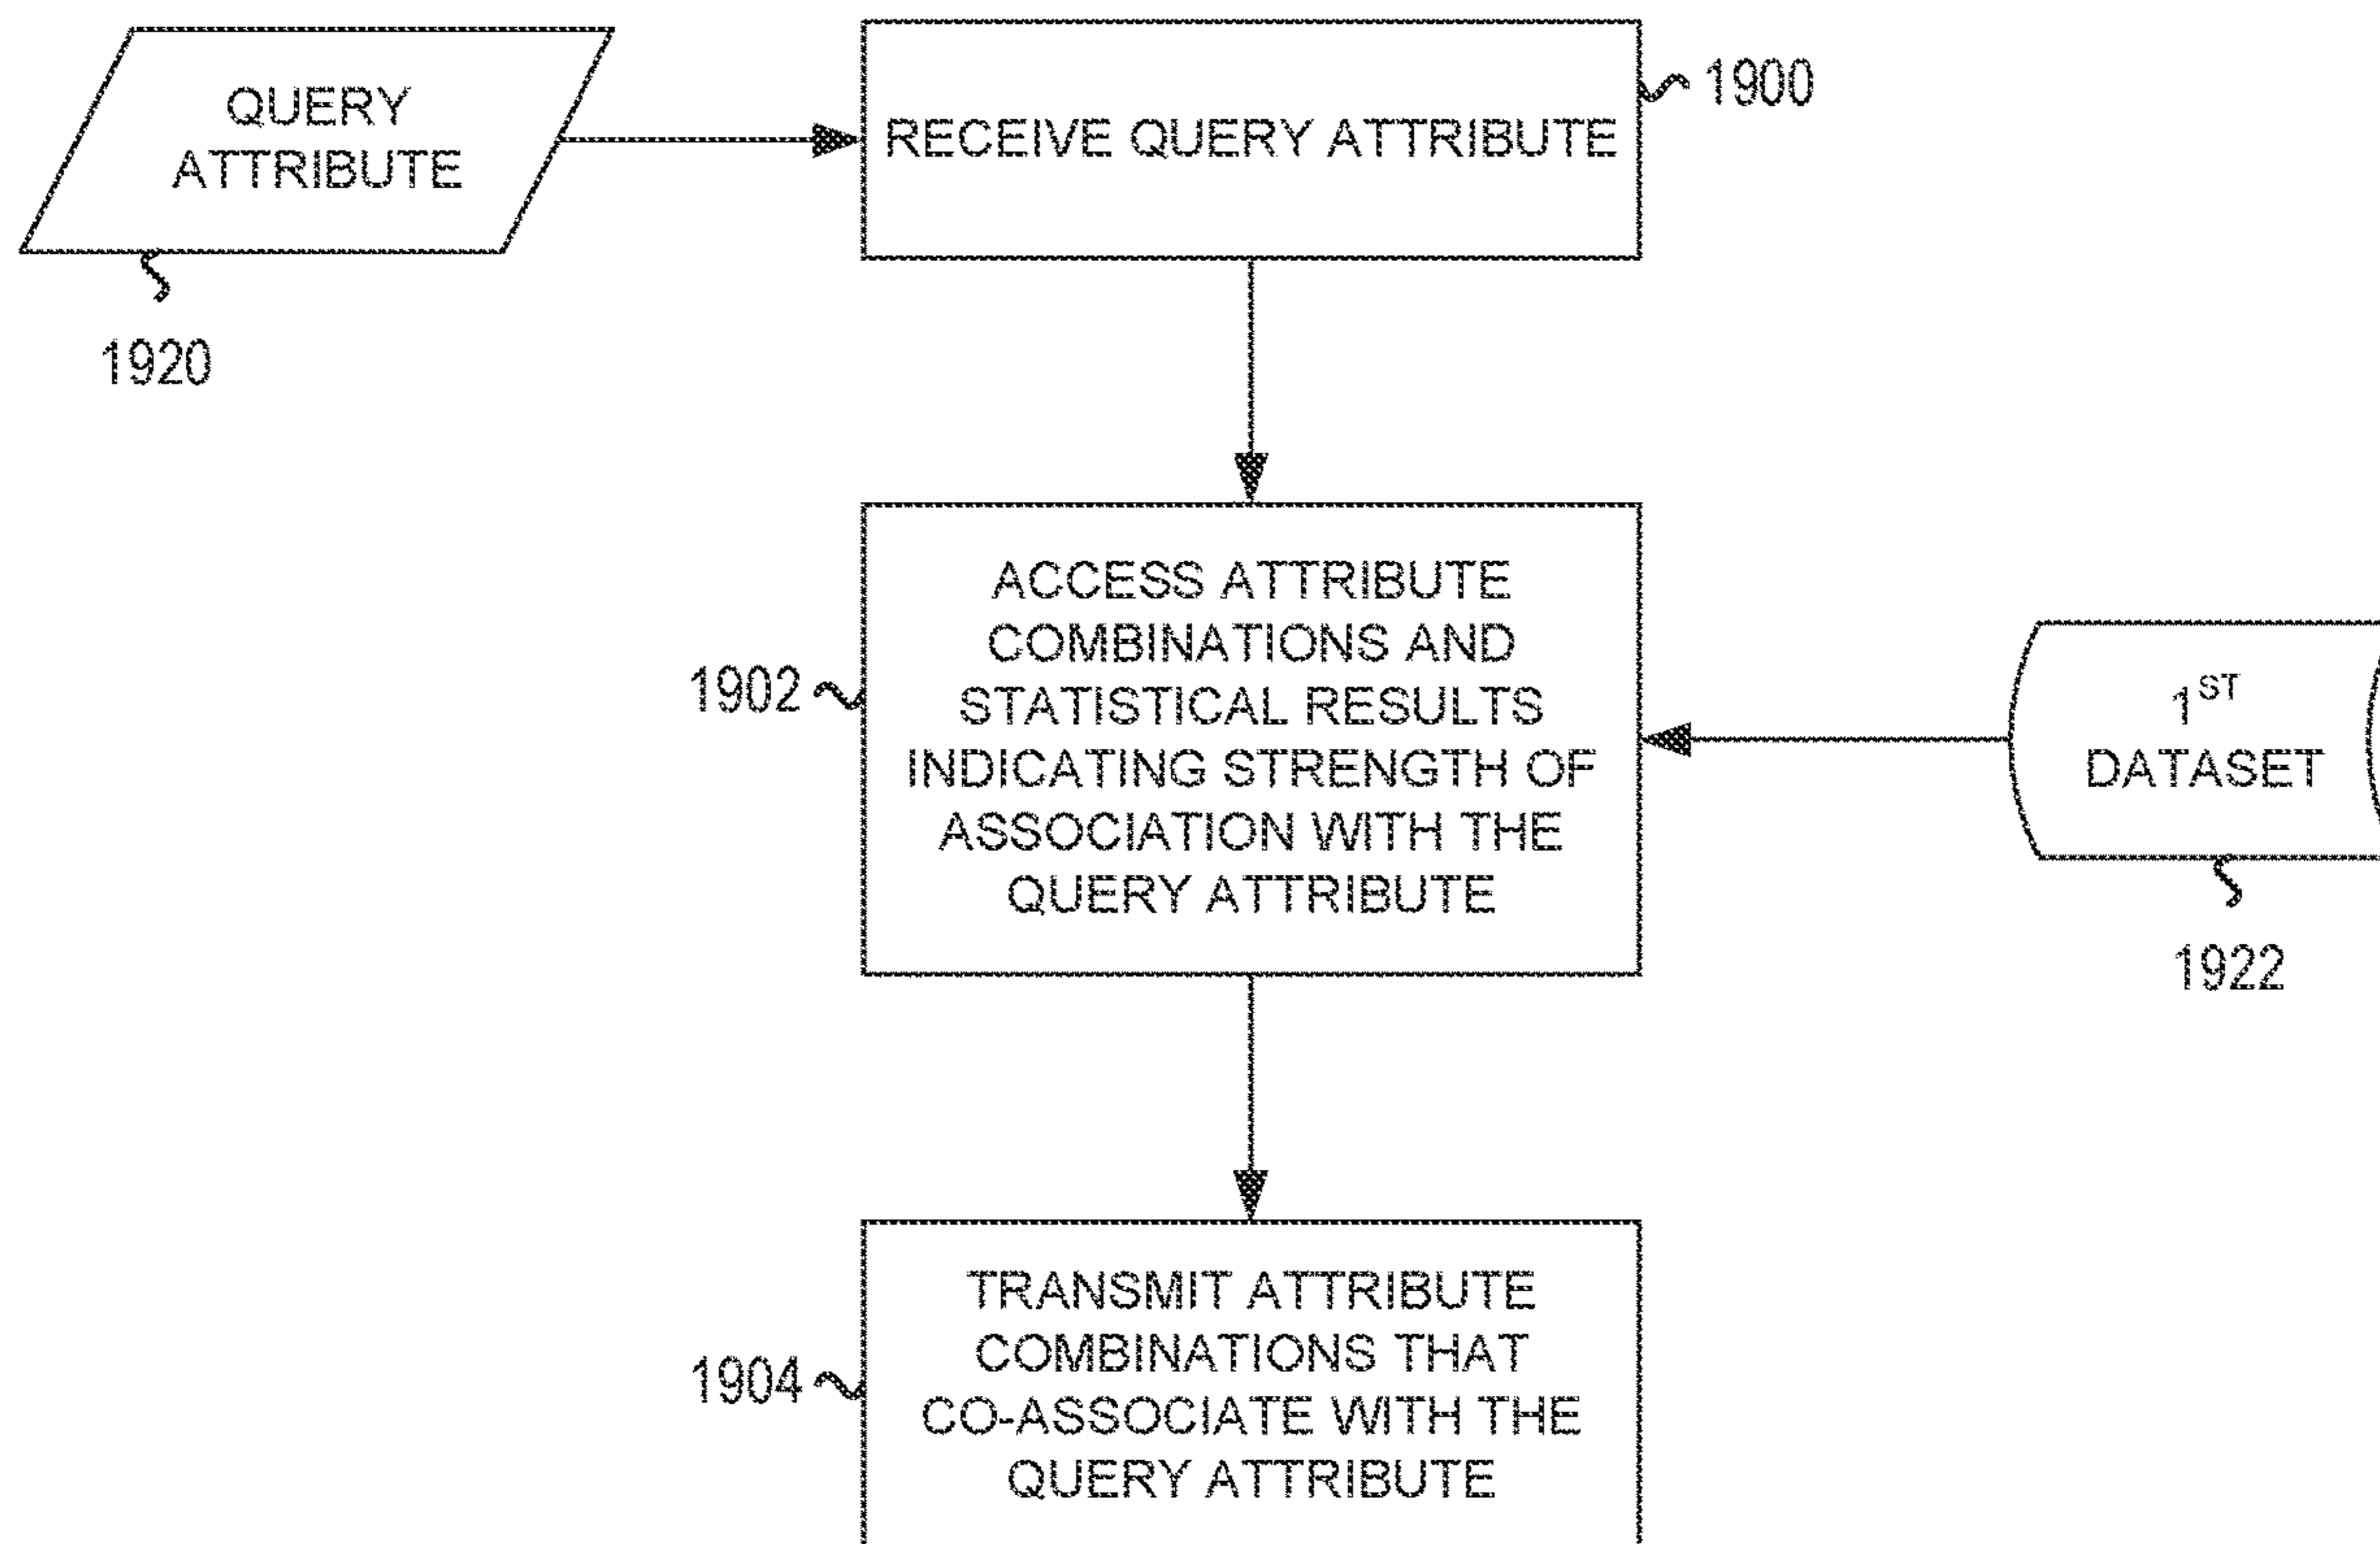 QUERY
ATTRIBUTE
1920
RECEIVE QUERY ATTRIBUTE
1900
ACCESS ATTRIBUTE
COMBINATIONS AND
STATISTICAL RESULTS
INDICATING STRENGTH OF
ASSOCIATION WITH THE
QUERY ATTRIBUTE
1902
1ST
DATASET
1922
TRANSMIT ATTRIBUTE
COMBINATIONS THAT
CO-ASSOCIATE WITH THE
QUERY ATTRIBUTE
1904